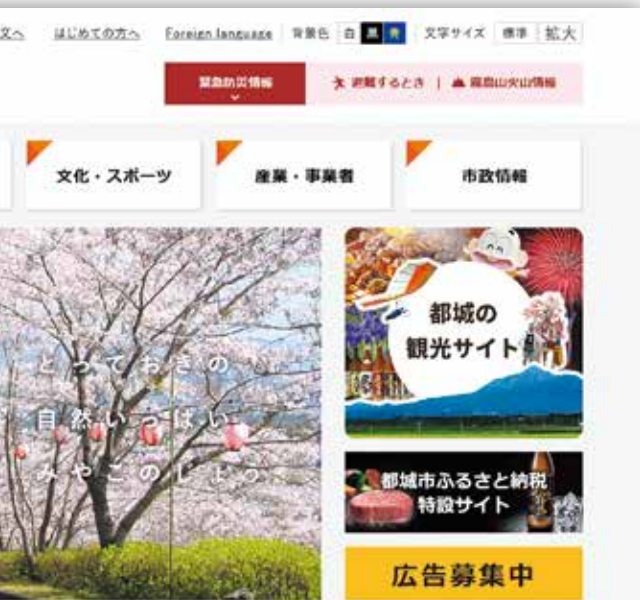 文へ はじめての方へ Foreign language 背景色 白 黒 青 文字サイズ 標準 拡大
緊急防災情報 避難するとき | 霧島山火山情報
文化・スポーツ 産業・事業者 市政情報
とっておきの
自然いっぱい
みやこのじょう
都城の
観光サイト
都城市ふるさと納税
特設サイト
広告募集中